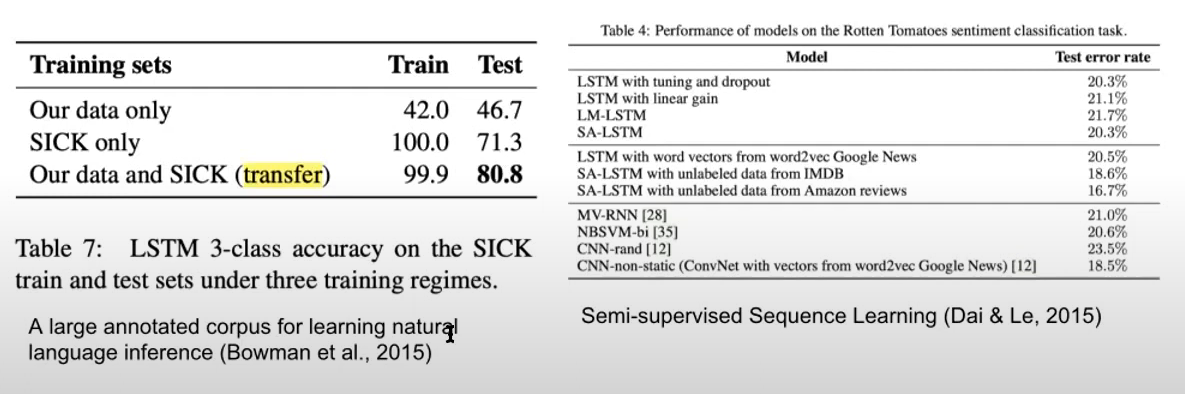 Training sets Train Test
Our data only 42.0 46.7
SICK only 100.0 71.3
Our data and SICK (transfer) 99.9 80.8
Table 7: LSTM 3-class accuracy on the SICK
train and test sets under three training regimes.
A large annotated corpus for learning natural
language inference (Bowman et al., 2015)
Table 4: Performance of models on the Rotten Tomatoes sentiment classification task.
Model Test error rate
LSTM with tuning and dropout 20.3%
LSTM with linear gain 21.1%
LM-LSTM 21.7%
SA-LSTM 20.3%
LSTM with word vectors from word2vec Google News 20.5%
SA-LSTM with unlabeled data from IMDB 18.6%
SA-LSTM with unlabeled data from Amazon reviews 16.7%
MV-RNN [28] 21.0%
NBSVM-bi [35] 20.6%
CNN-rand [12] 23.5%
CNN-non-static (ConvNet with vectors from word2vec Google News) [12] 18.5%
Semi-supervised Sequence Learning (Dai & Le, 2015)